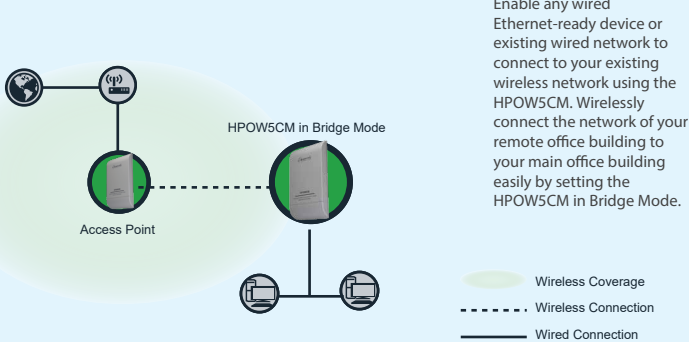 Enable any wired
Ethernet-ready device or
existing wired network to
connect to your existing
wireless network using the
HPOW5CM. Wirelessly
connect the network of your
remote office building to
your main office building
easily by setting the
HPOW5CM in Bridge Mode.
HPOW5CM in Bridge Mode
Access Point
Wireless Coverage
Wireless Connection
Wired Connection